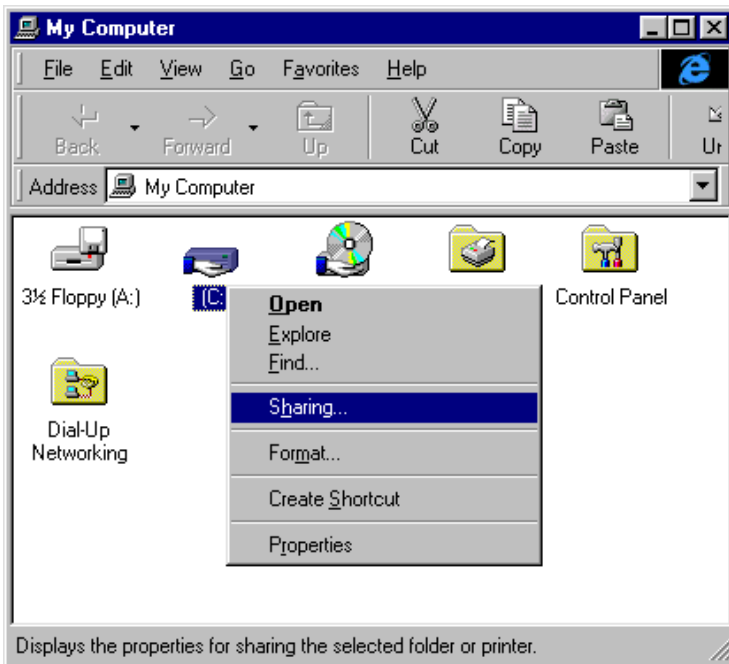 My Computer
File Edit View Go Favorites Help
Back Forward Up Cut Copy Paste
Address My Computer
3½ Floppy (A:) (C: Control Panel
Open
Explore
Find...
Sharing...
Format...
Create Shortcut
Properties
Dial-Up
Networking
Displays the properties for sharing the selected folder or printer.